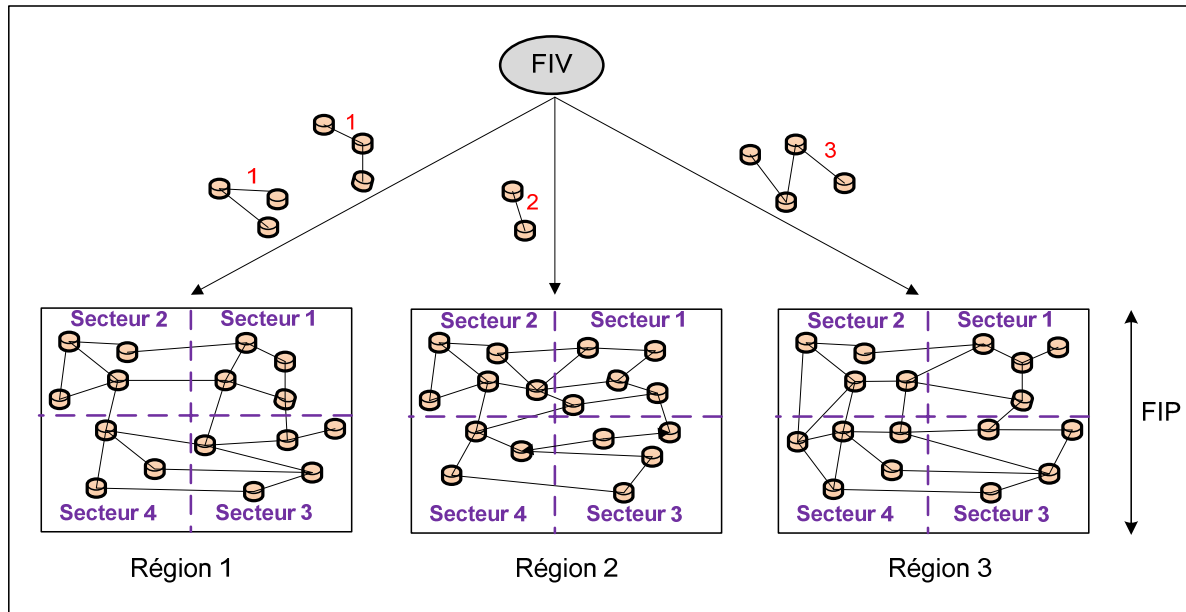 FIV
1
1
2
3
Secteur 2 Secteur 1
Secteur 4 Secteur 3
Région 1
Secteur 2 Secteur 1
Secteur 4 Secteur 3
Région 2
Secteur 2 Secteur 1
Secteur 4 Secteur 3
Région 3
FIP